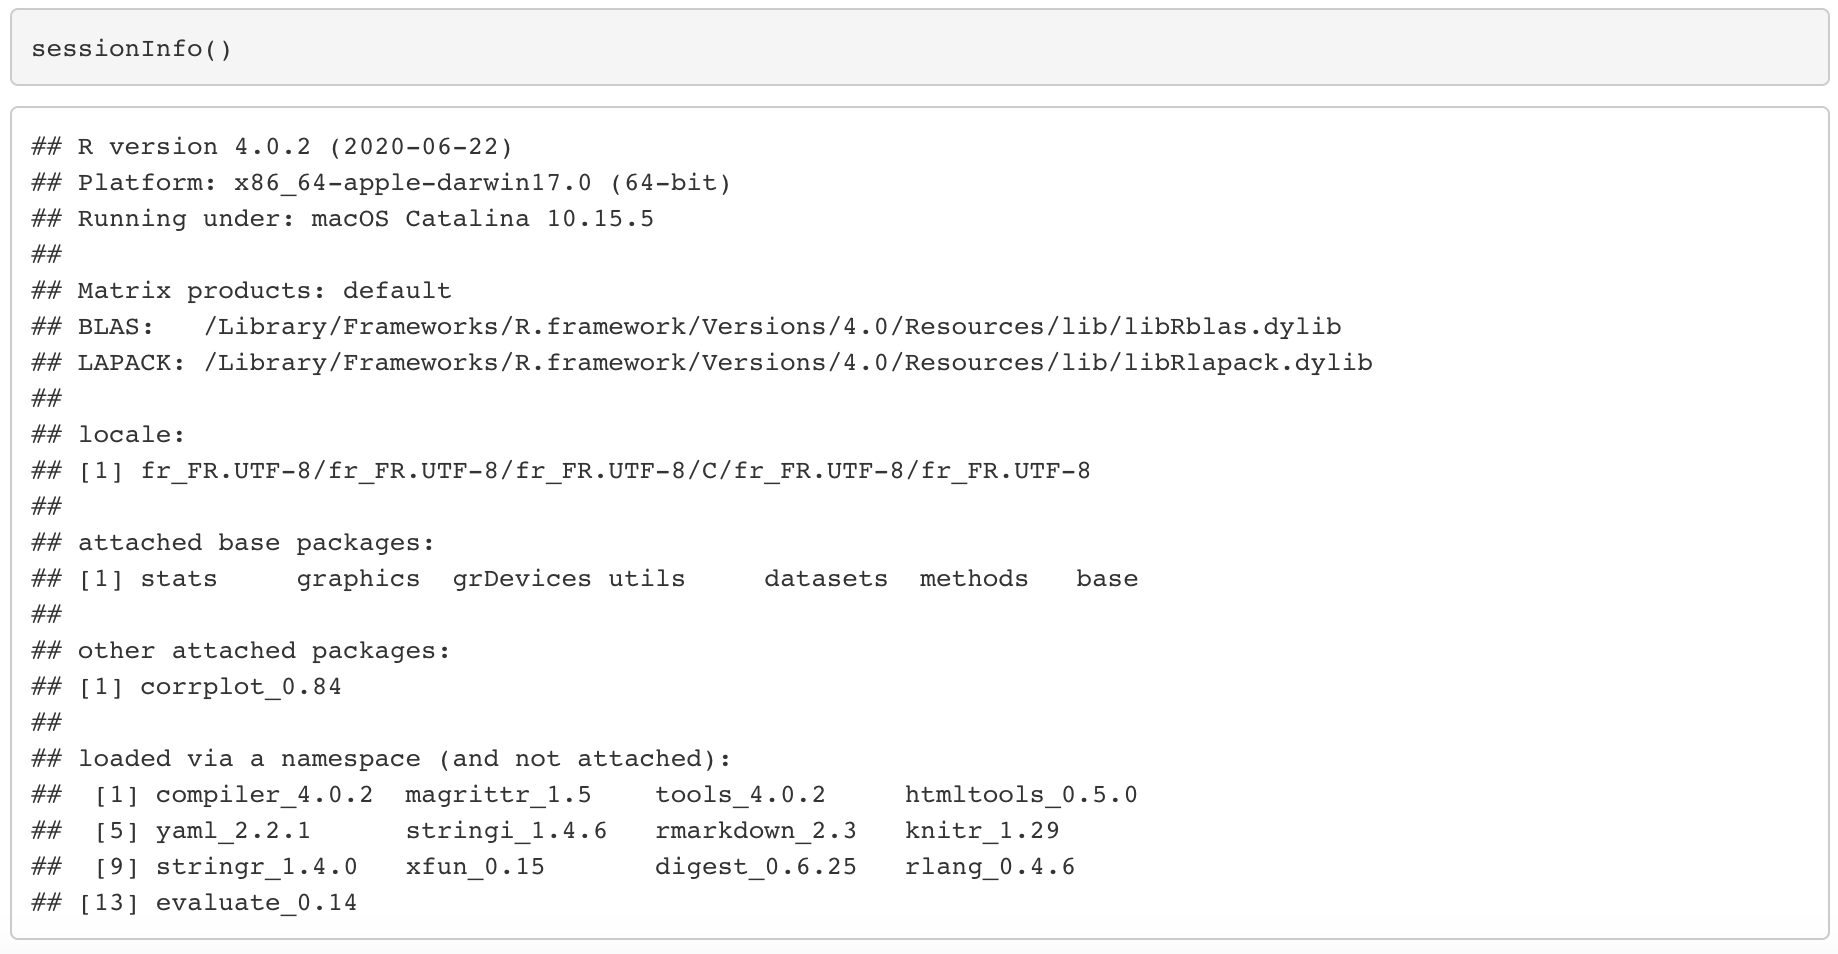 sessionInfo()
## R version 4.0.2 (2020-06-22)
## Platform: x86_64-apple-darwin17.0 (64-bit)
## Running under: macOS Catalina 10.15.5
##
## Matrix products: default
## BLAS:   /Library/Frameworks/R.framework/Versions/4.0/Resources/lib/libRblas.dylib
## LAPACK: /Library/Frameworks/R.framework/Versions/4.0/Resources/lib/libRlapack.dylib
##
## locale:
## [1] fr_FR.UTF-8/fr_FR.UTF-8/fr_FR.UTF-8/C/fr_FR.UTF-8/fr_FR.UTF-8
##
## attached base packages:
## [1] stats     graphics  grDevices utils     datasets  methods   base
##
## other attached packages:
## [1] corrplot_0.84
##
## loaded via a namespace (and not attached):
##  [1] compiler_4.0.2  magrittr_1.5    tools_4.0.2     htmltools_0.5.0
##  [5] yaml_2.2.1      stringi_1.4.6   rmarkdown_2.3   knitr_1.29
##  [9] stringr_1.4.0   xfun_0.15       digest_0.6.25   rlang_0.4.6
## [13] evaluate_0.14